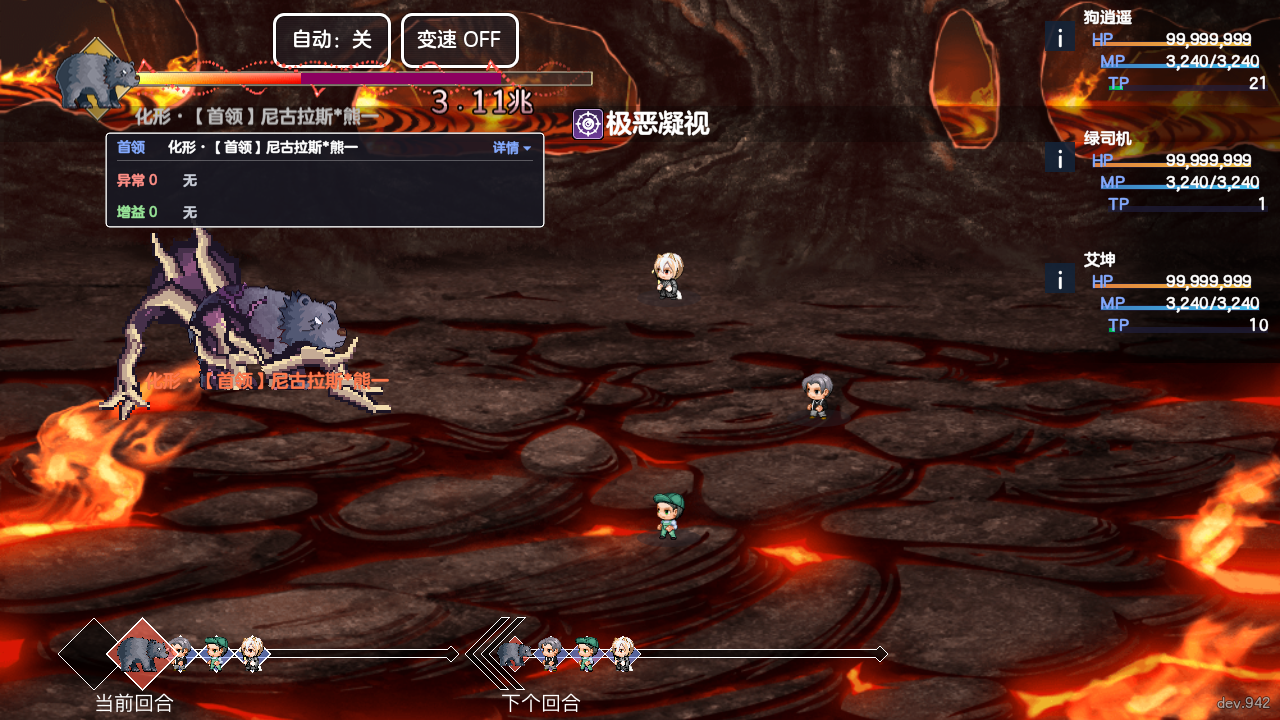 自动：关
变速 OFF
3.11兆
化形·【首领】尼古拉斯*熊一
极恶凝视
首领 化形·【首领】尼古拉斯*熊一 详情
异常 0 无
增益 0 无
化形·【首领】尼古拉斯*熊一
狗逍遥
HP 99,999,999
MP 3,240/3,240
TP 21
绿司机
HP 99,999,999
MP 3,240/3,240
TP 1
艾坤
HP 99,999,999
MP 3,240/3,240
TP 10
当前回合
下个回合
dev.942